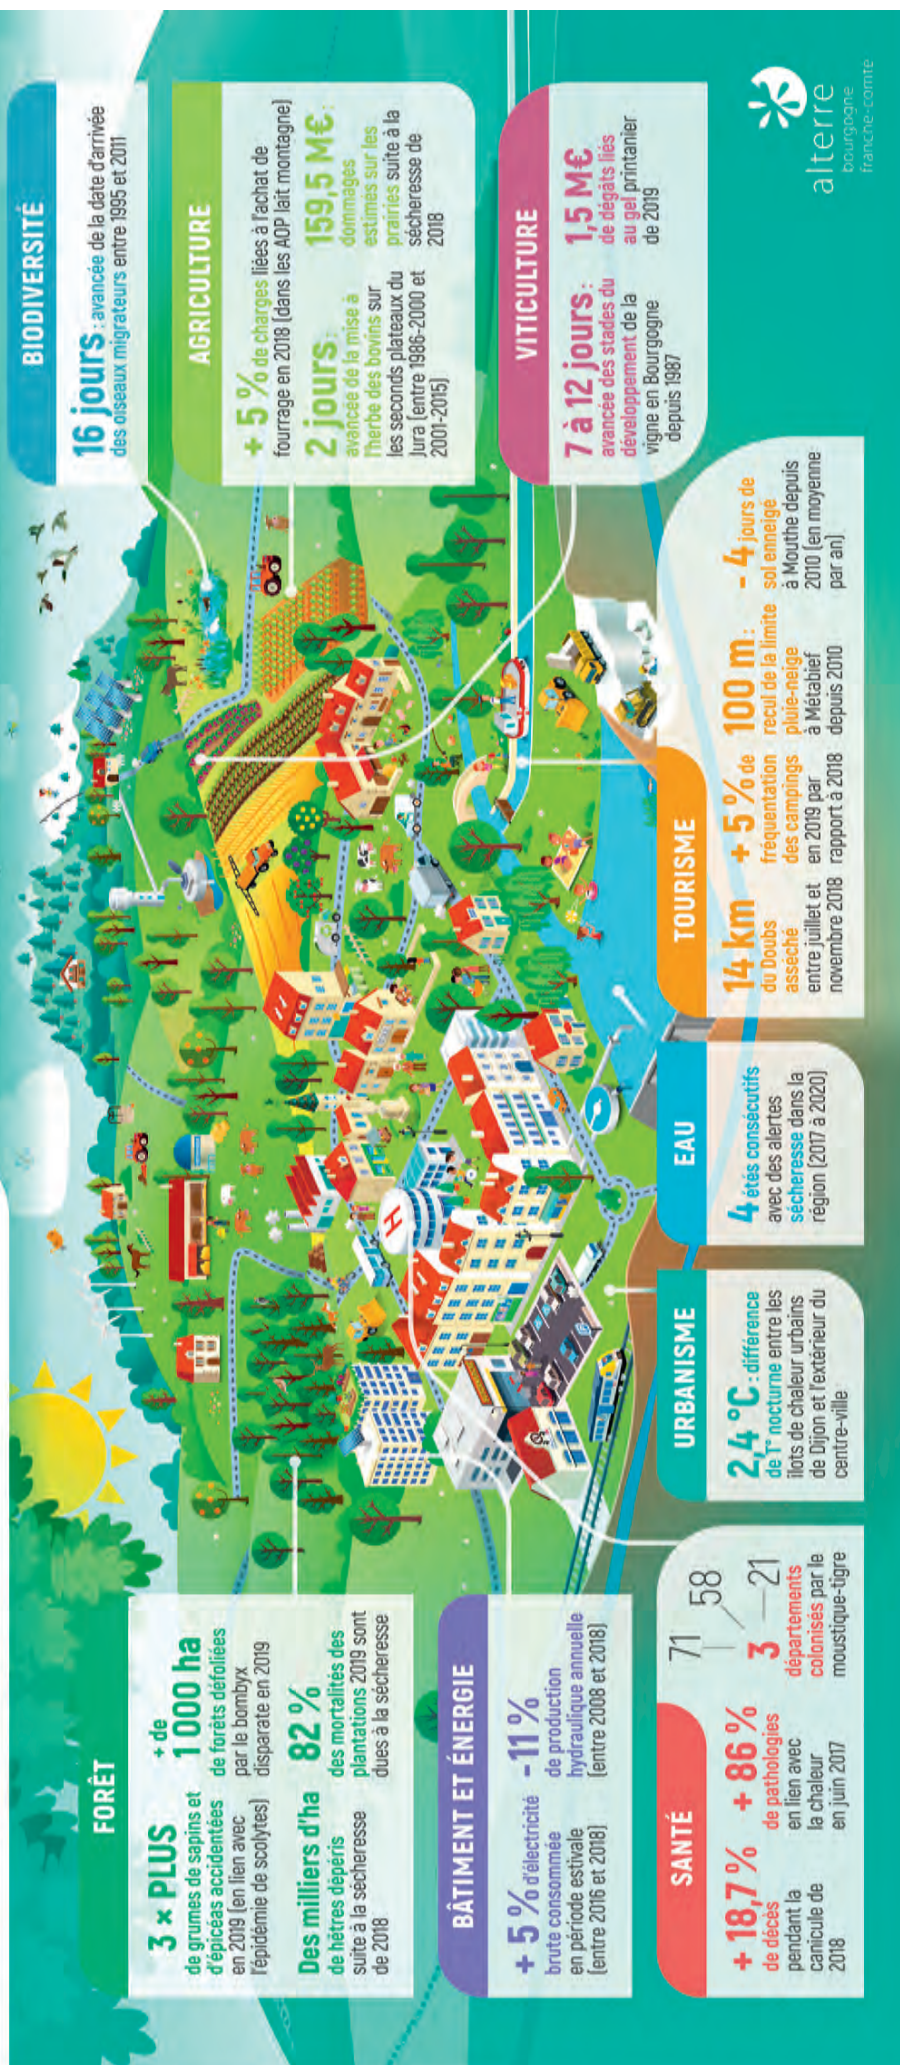 FORÊT
3 × PLUS
de grumes de sapins et
d'épicéas accidentées
en 2019 (en lien avec
l'épidémie de scolytes)
+ de
1 000 ha
de forêts défoliées
par le bombyx
disparate en 2019
Des milliers d'ha
de hêtres dépéris
suite à la sécheresse
de 2018
82 %
des mortalités des
plantations 2019 sont
dues à la sécheresse
BÂTIMENT ET ÉNERGIE
+ 5 % d'électricité
brute consommée
en période estivale
(entre 2016 et 2018)
-11 %
de production
hydraulique annuelle
(entre 2008 et 2018)
SANTÉ
+ 18,7 %
de décès
pendant la
canicule de
2018
+ 86 %
de pathologies
en lien avec
la chaleur
en juin 2017
71
58
3
21
départements
colonisés par le
moustique-tigre
URBANISME
2,4 °C : différence
de T° nocturne entre les
îlots de chaleur urbains
de Dijon et l'extérieur du
centre-ville
EAU
4 étés consécutifs
avec des alertes
sécheresse dans la
région (2017 à 2020)
TOURISME
14 km
du Doubs
asséché
entre juillet et
novembre 2018
+ 5 % de
fréquentation
des campings
en 2019 par
rapport à 2018
100 m :
recul de la limite
pluie-neige
à Métabief
depuis 2010
- 4 jours de
sol enneigé
à Mouthe depuis
2010 (en moyenne
par an)
BIODIVERSITÉ
16 jours : avancée de la date d'arrivée
des oiseaux migrateurs entre 1995 et 2011
AGRICULTURE
+ 5 % de charges liées à l'achat de
fourrage en 2018 (dans les AOP lait montagne)
2 jours :
avancée de la mise à
l'herbe des bovins sur
les seconds plateaux du
Jura (entre 1986-2000 et
2001-2015)
159,5 M€ :
dommages
estimés sur les
prairies suite à la
sécheresse de
2018
VITICULTURE
7 à 12 jours :
avancée des stades du
développement de la
vigne en Bourgogne
depuis 1987
1,5 M€
de dégâts liés
au gel printanier
de 2019
H
alterre
bourgogne
franche-comté